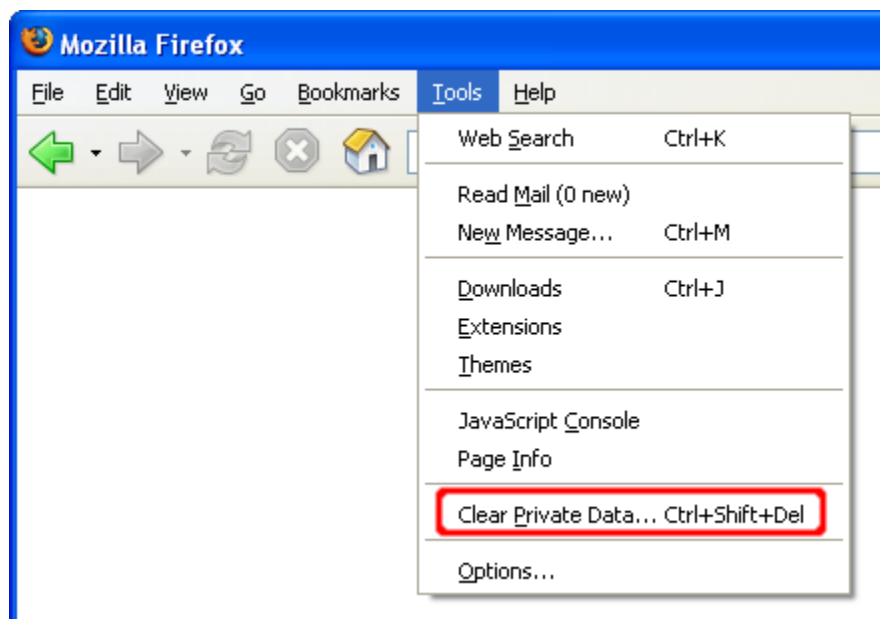 Mozilla Firefox
File Edit View Go Bookmarks Tools Help
Web Search Ctrl+K
Read Mail (0 new)
New Message... Ctrl+M
Downloads Ctrl+J
Extensions
Themes
JavaScript Console
Page Info
Clear Private Data... Ctrl+Shift+Del
Options...